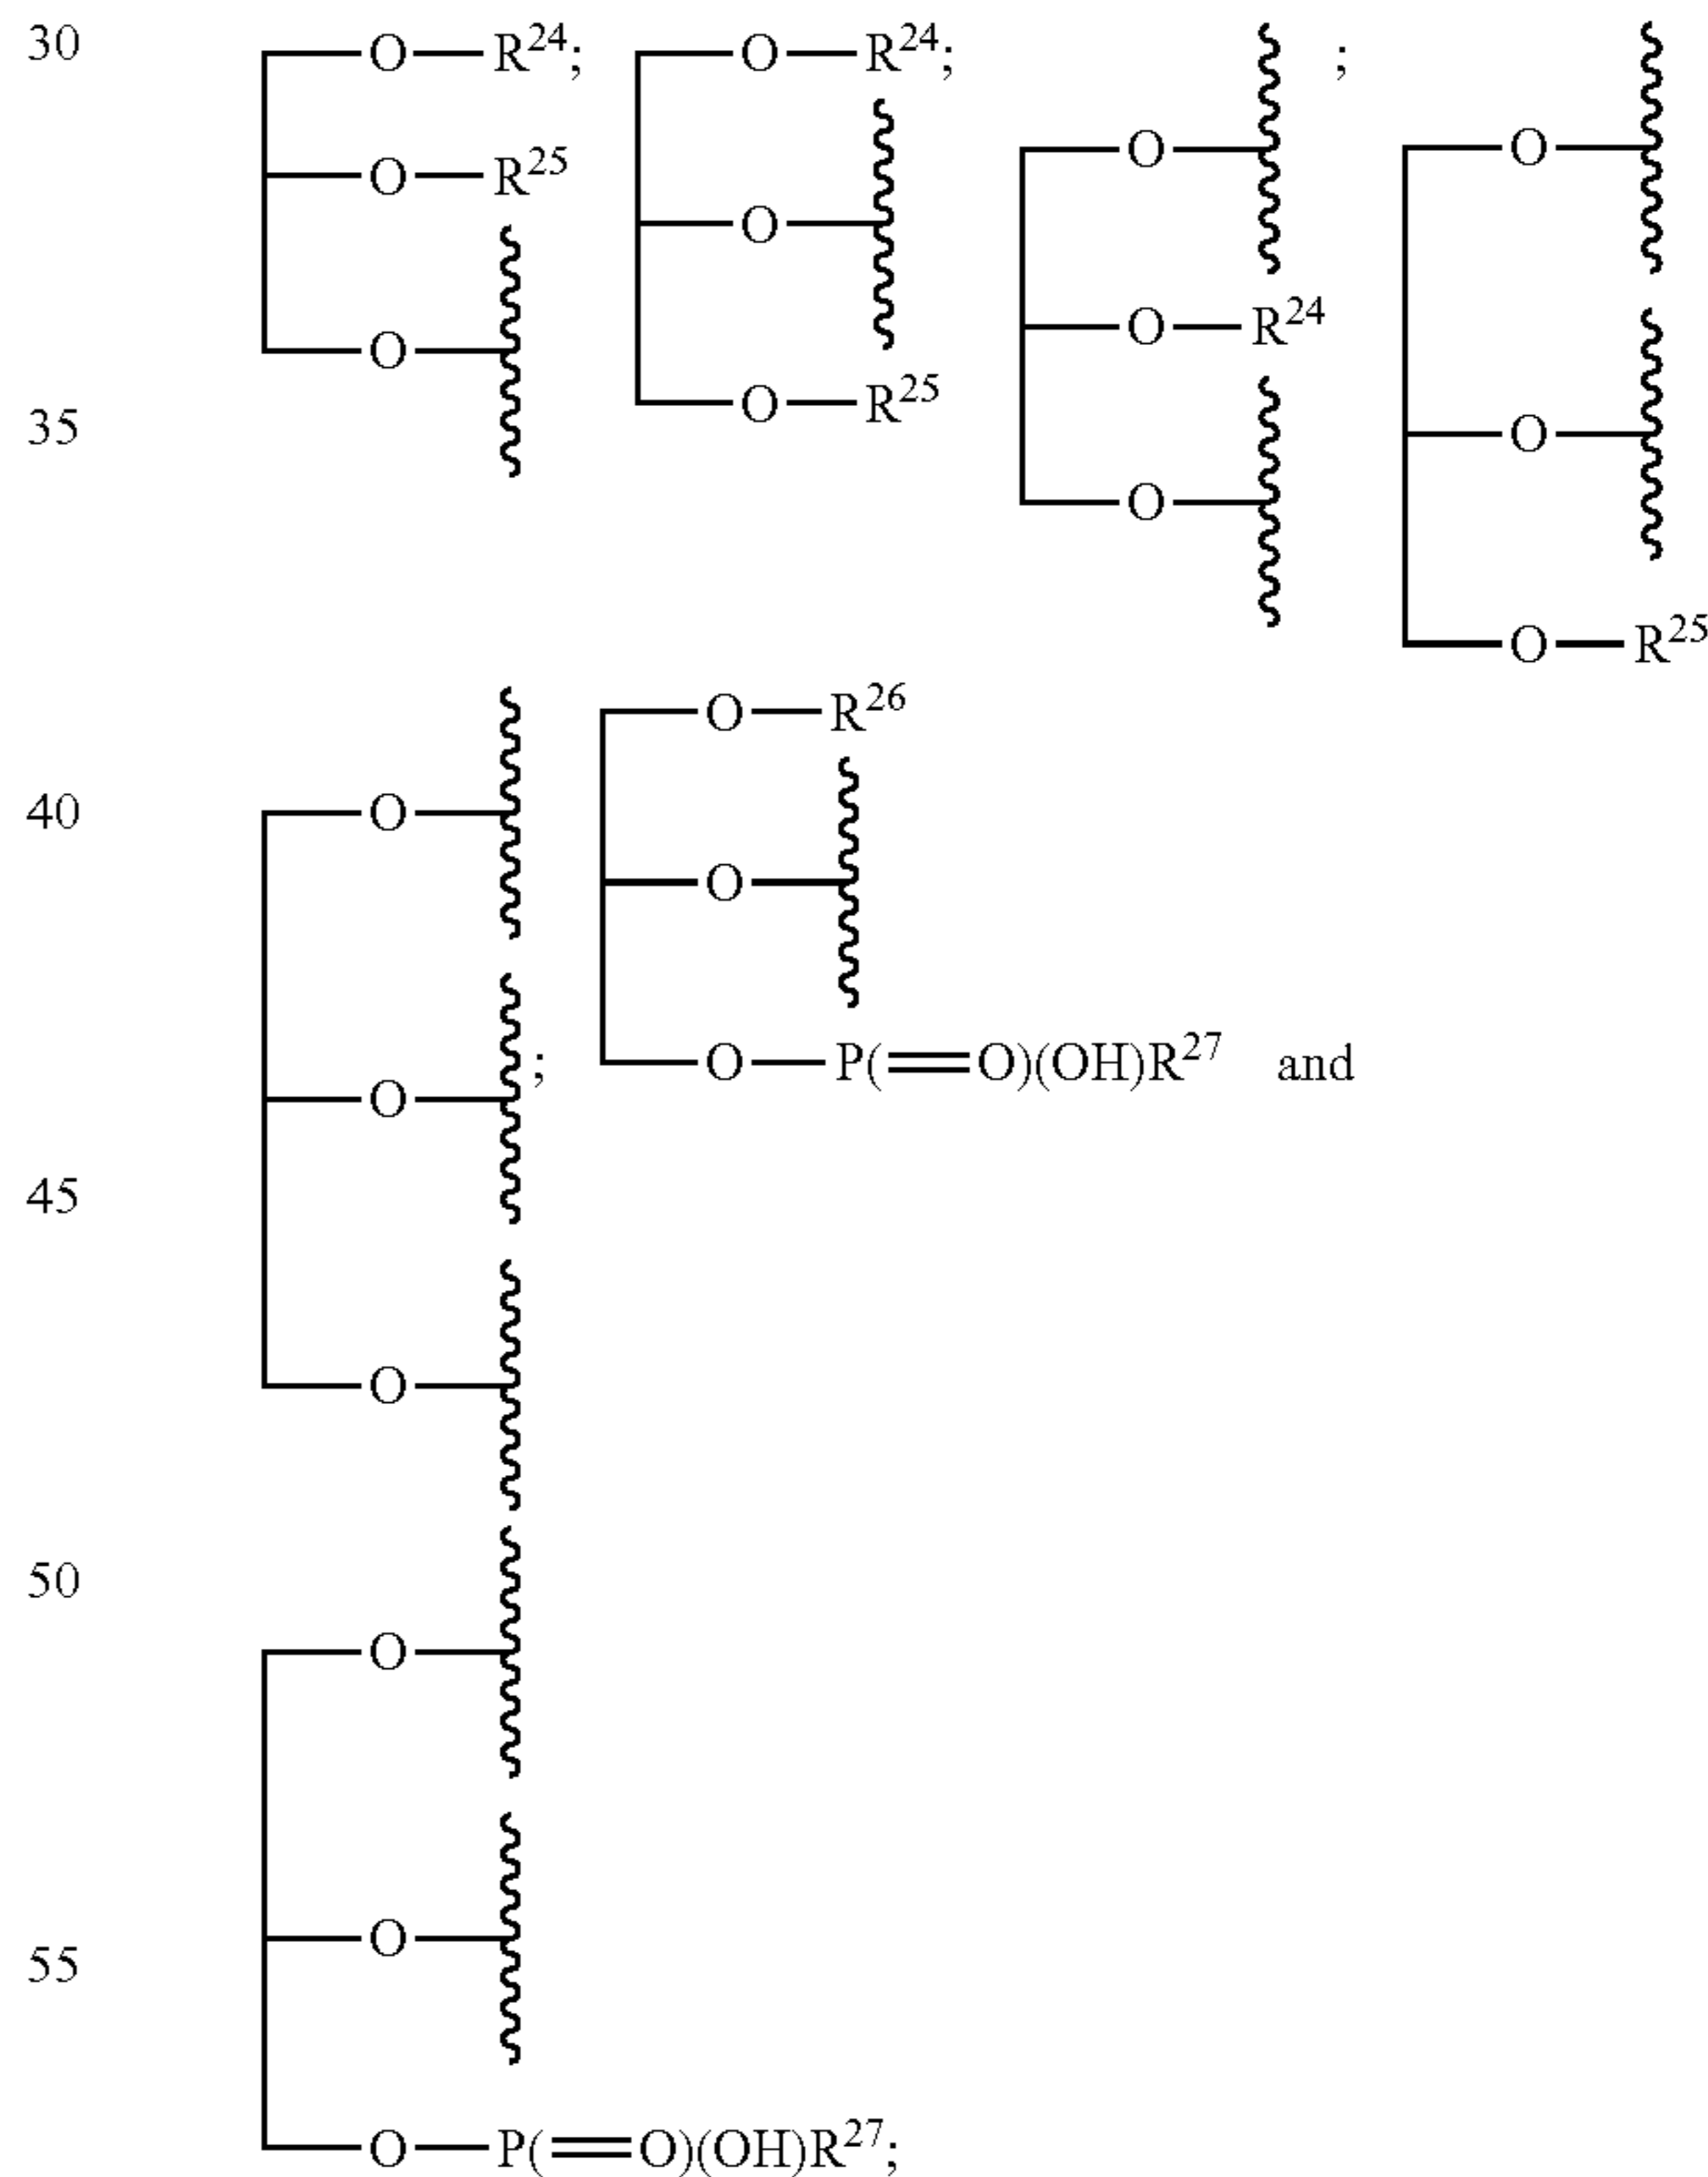 30 O—R²⁴; O—R²⁴; ;
O O
O—R²⁵
O
O—R²⁴
35 O O—R²⁵ O
O
O—R²⁵
O—R²⁶
40 O
O
; O—P(═O)(OH)R²⁷ and
O
45
O
50
O
O
55
O—P(═O)(OH)R²⁷;